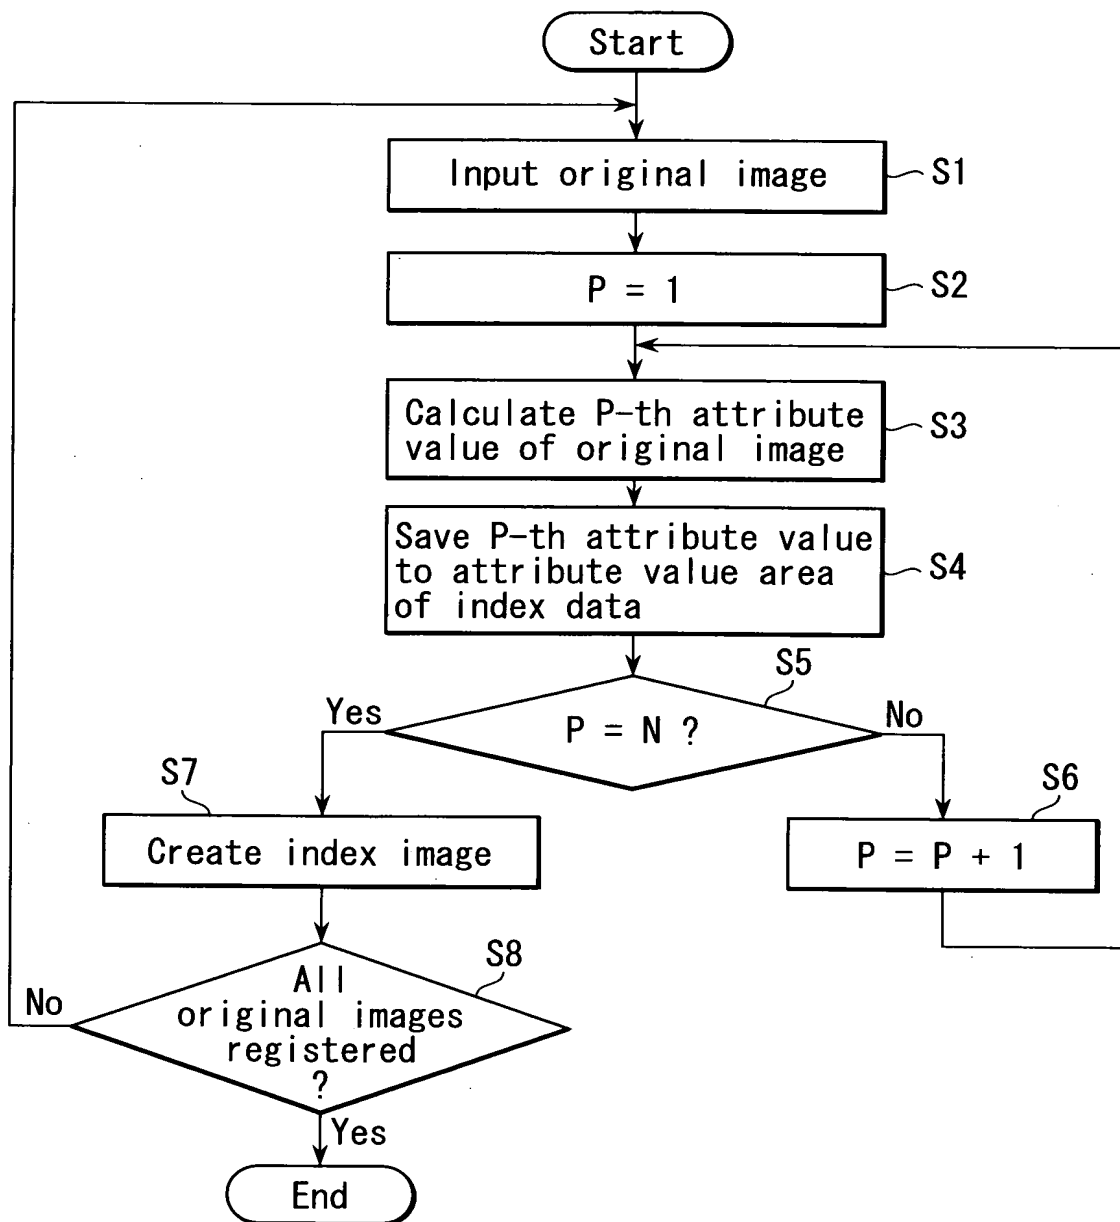 Start
Input original image
S1
P = 1
S2
Calculate P-th attribute
value of original image
S3
Save P-th attribute value
to attribute value area
of index data
S4
S5
P = N ?
Yes
No
S7
Create index image
S6
P = P + 1
S8
All
original images
registered
?
No
Yes
End